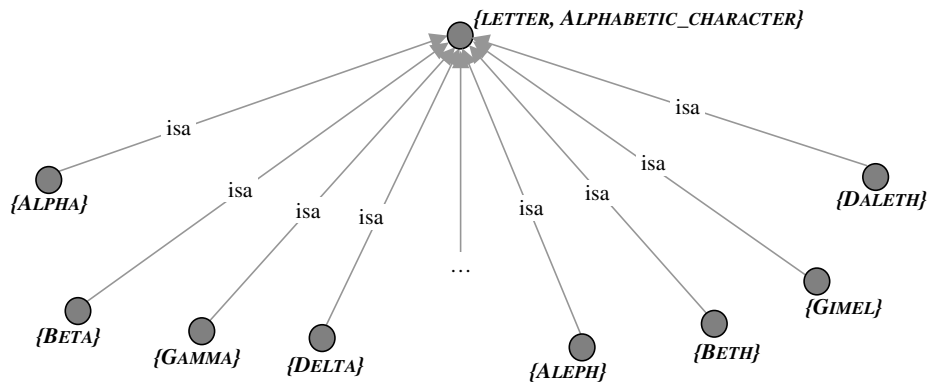 {LETTER, ALPHABETIC_CHARACTER}
isa
isa
isa
isa
isa
isa
isa
isa
{ALPHA}
{DALETH}
…
{BETA}
{GAMMA}
{DELTA}
{ALEPH}
{BETH}
{GIMEL}